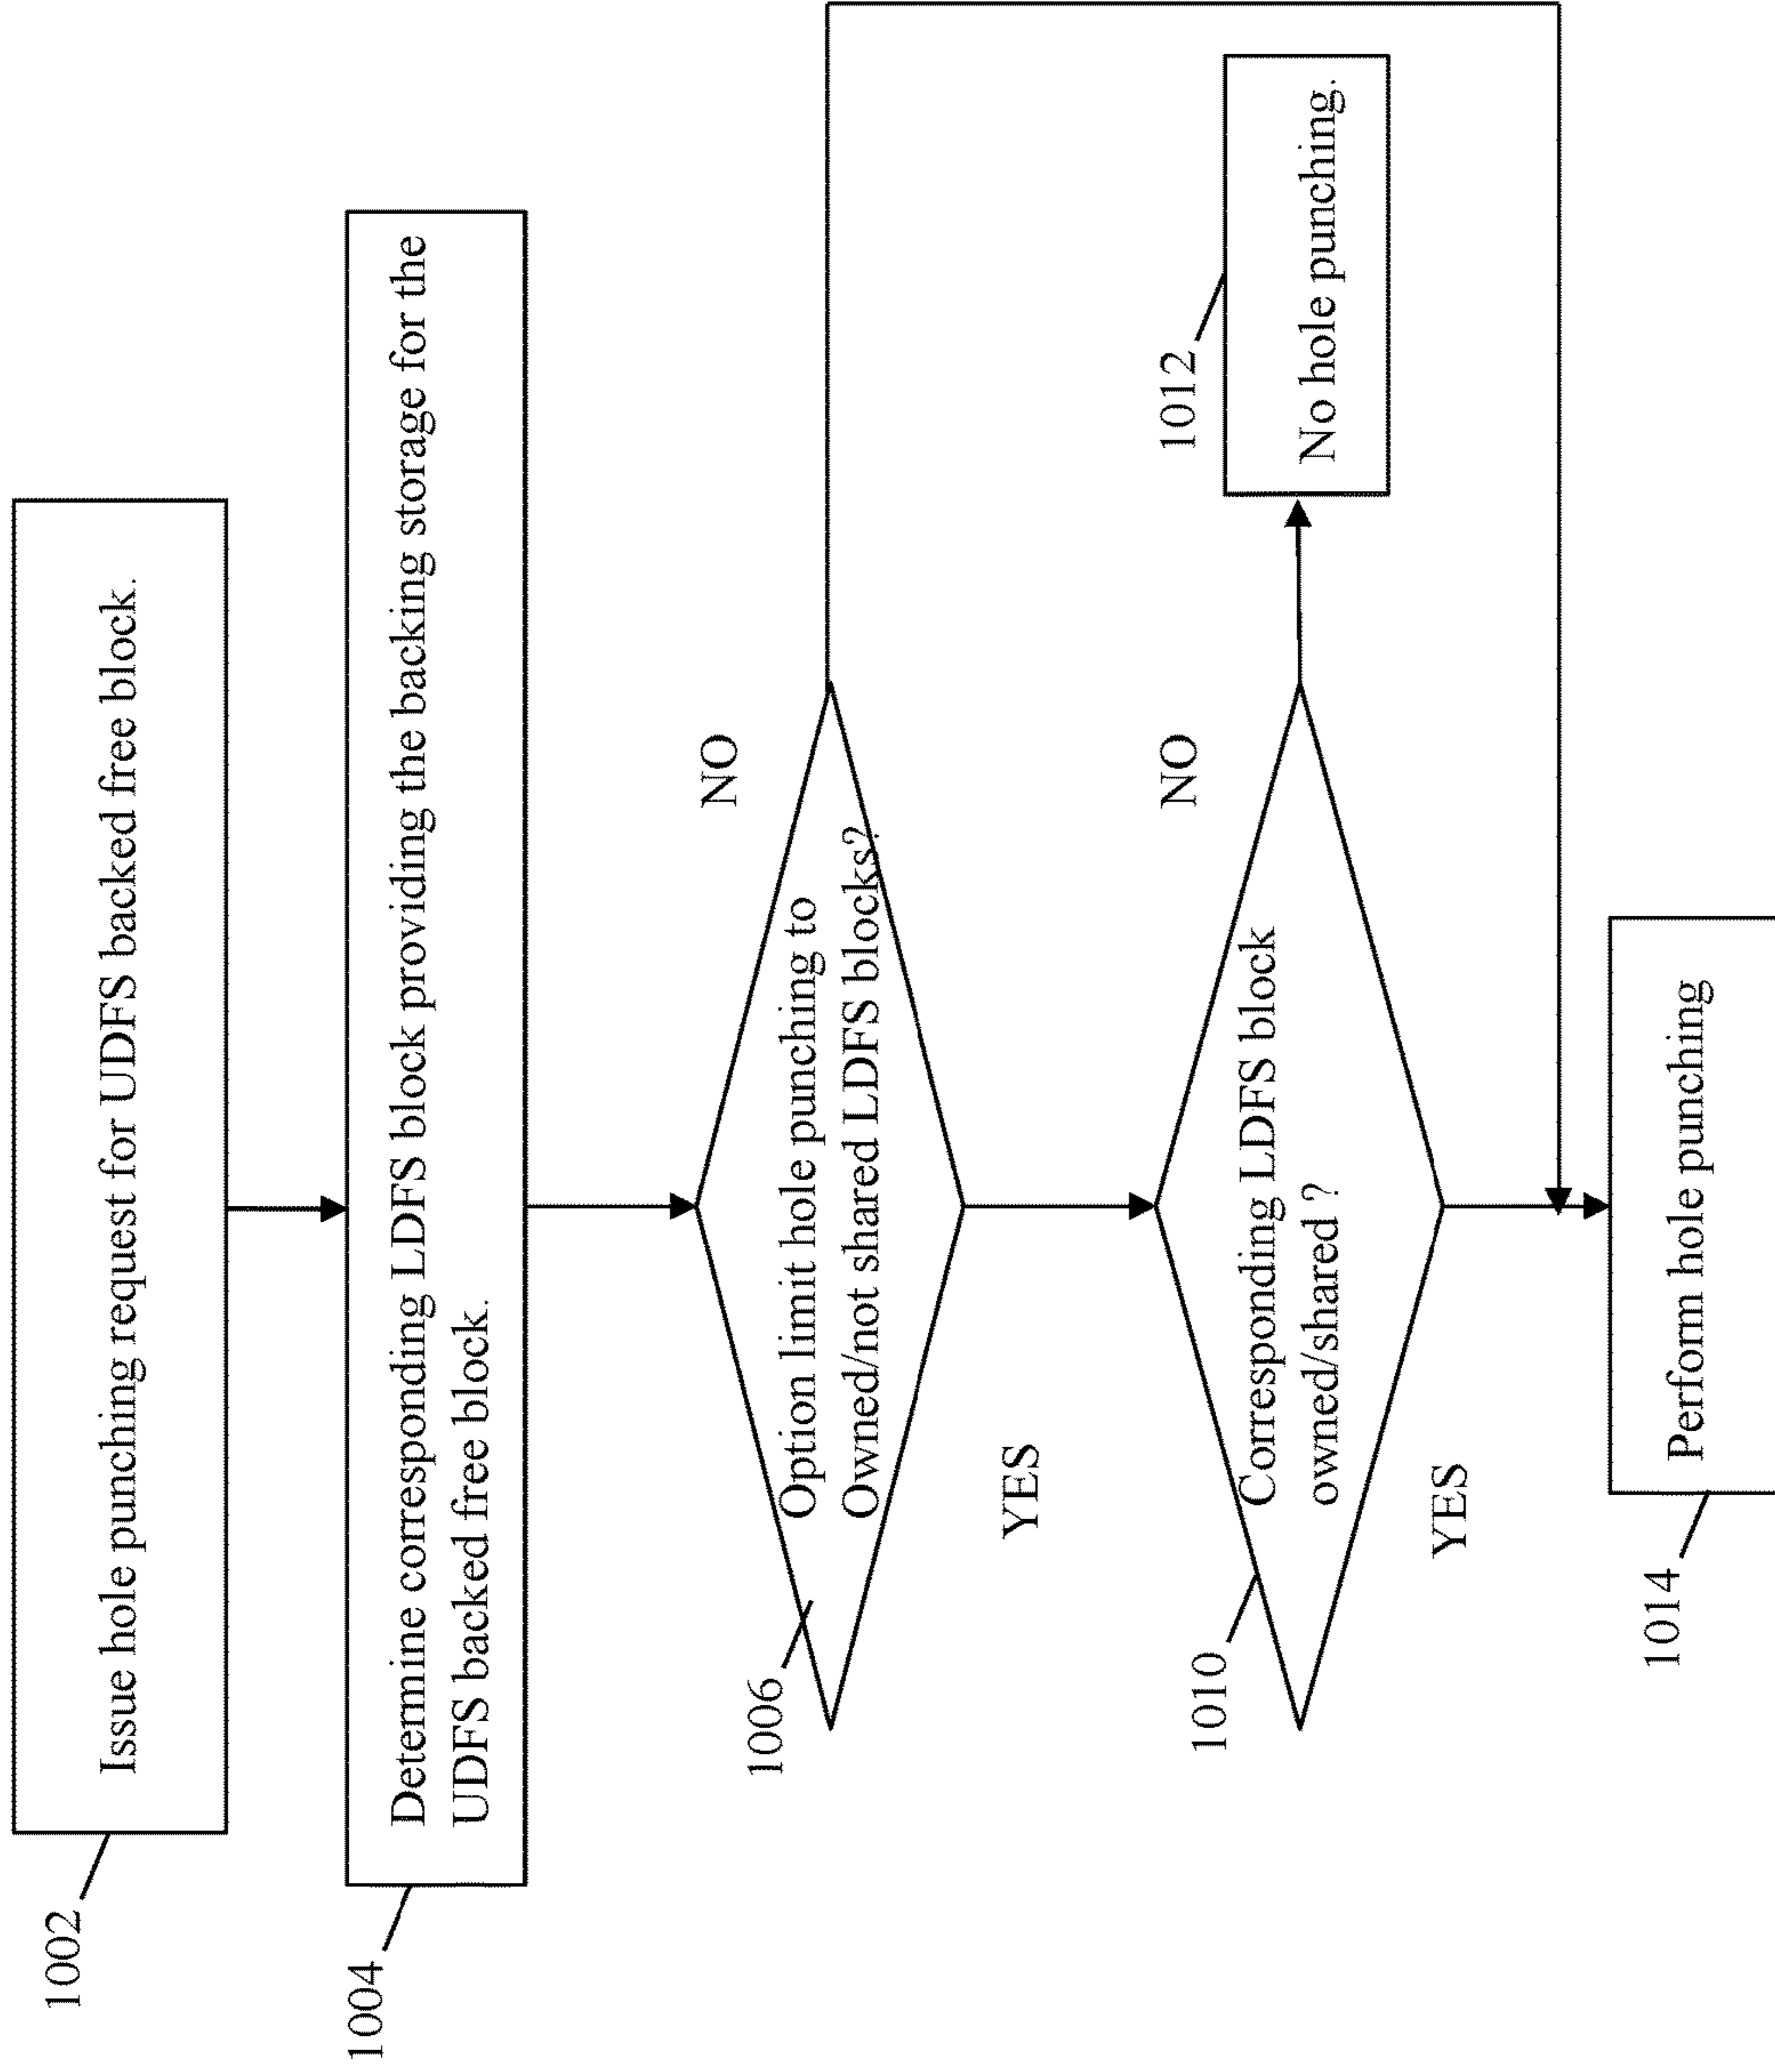 1002
Issue hole punching request for UDFS backed free block.
1004
Determine corresponding LDFS block providing the backing storage for the
UDFS backed free block.
1006
Option limit hole punching to
Owned/not shared LDFS blocks?
NO
YES
1010
Corresponding LDFS block
owned/shared ?
NO
1012
No hole punching.
YES
1014
Perform hole punching